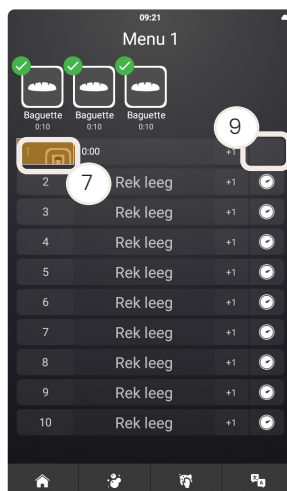 09:21
Menu 1
Baguette Baguette Baguette
0:10 0:10 0:10
9
1 0:00 +1
7
2 Rek leeg +1
3 Rek leeg +1
4 Rek leeg +1
5 Rek leeg +1
6 Rek leeg +1
7 Rek leeg +1
8 Rek leeg +1
9 Rek leeg +1
10 Rek leeg +1
A